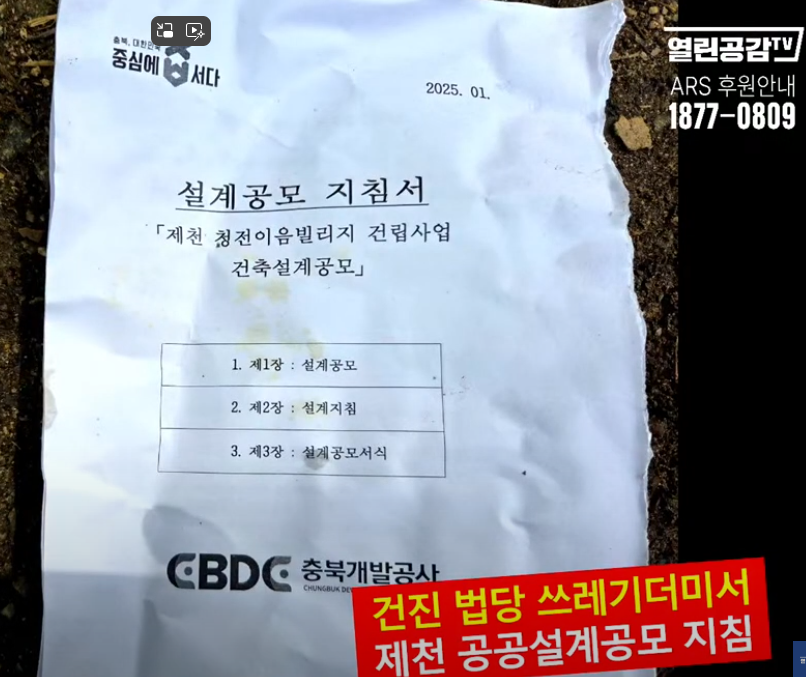 충북, 대한민국
중심에 서다
2025. 01.
설계공모 지침서
「제천 청전이음빌리지 건립사업
건축설계공모」
1. 제1장 : 설계공모
2. 제2장 : 설계지침
3. 제3장 : 설계공모서식
CBDC 충북개발공사
CHUNGBUK DE
열린공감TV
ARS 후원안내
1877-0809
건진 법당 쓰레기더미서
제천 공공설계공모 지침